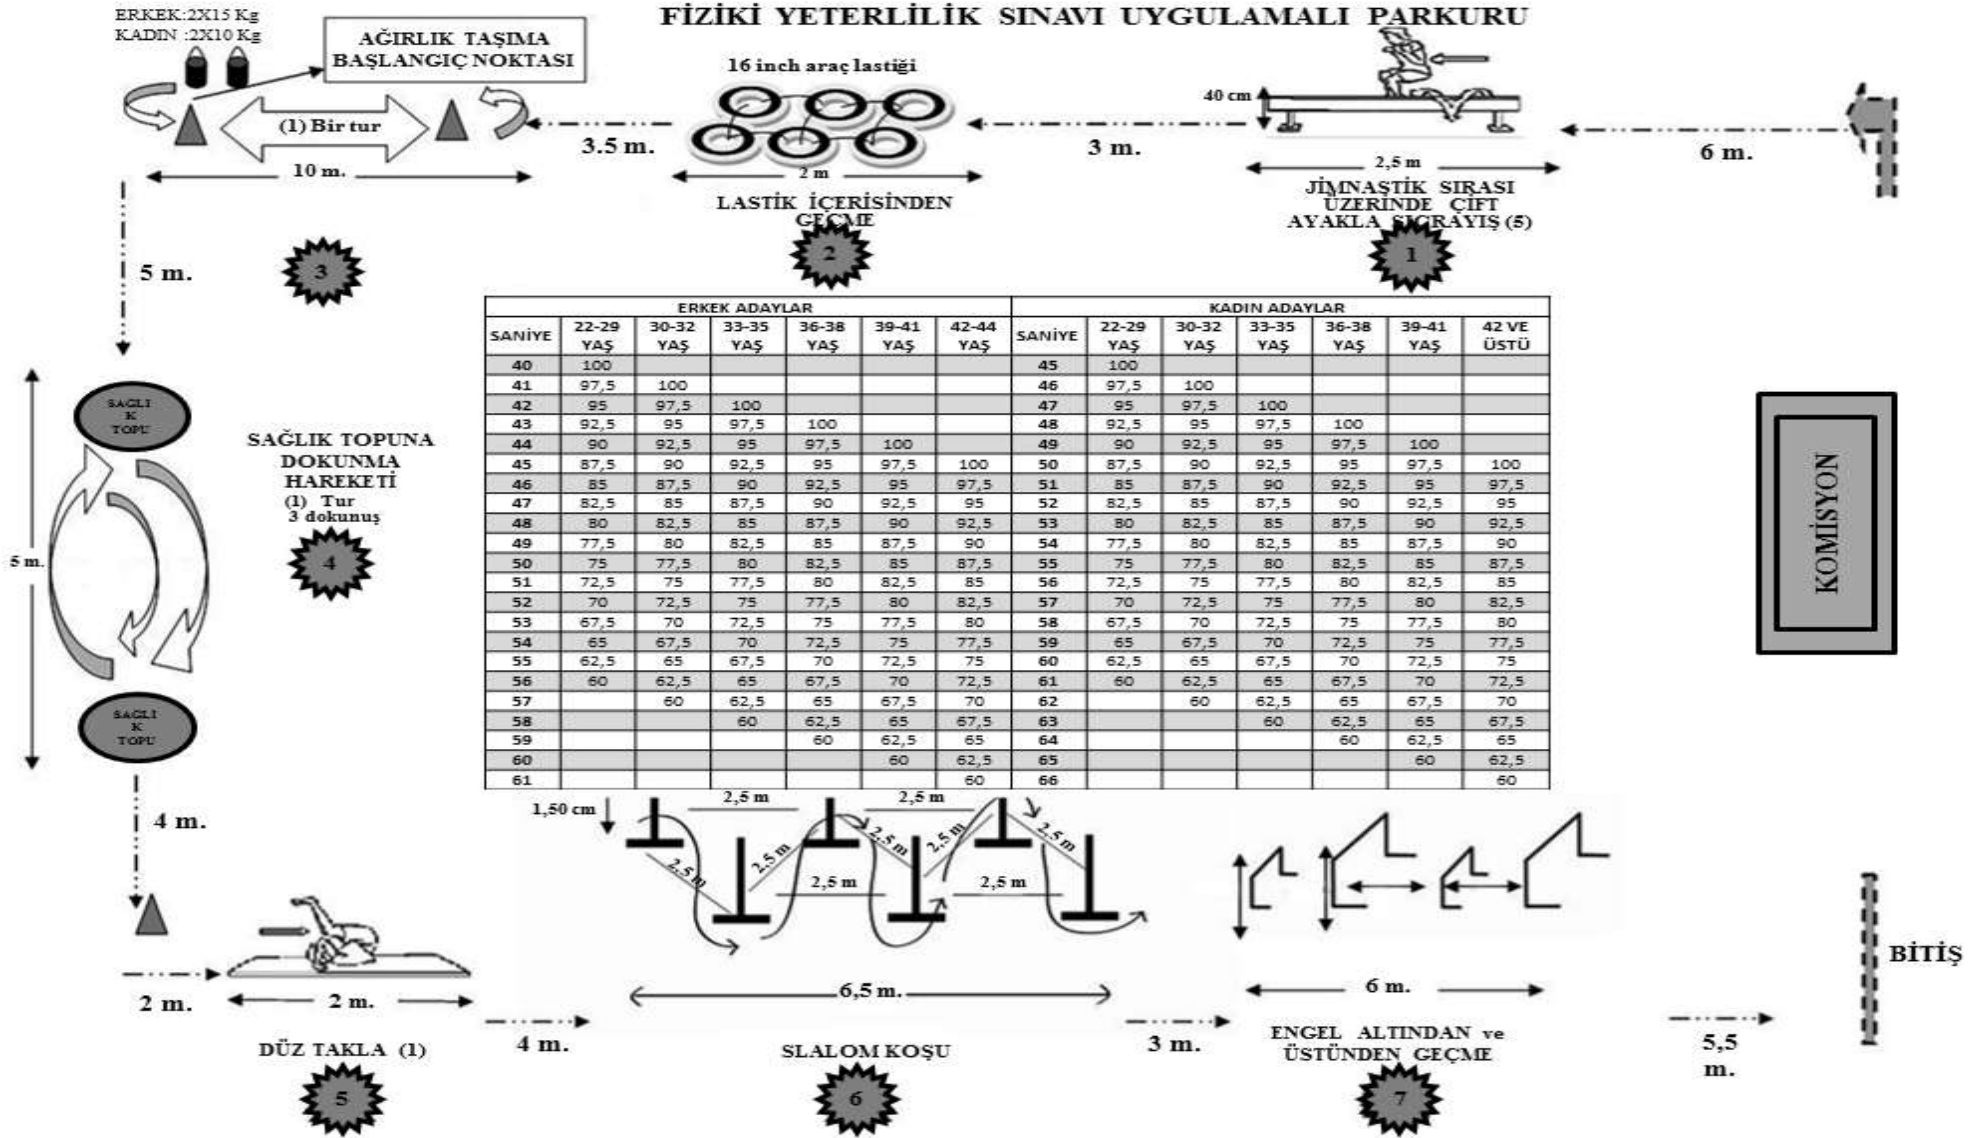 FİZİKİ YETERLİLİK SINAVI UYGULAMALI PARKURU
ERKEK:2X15 Kg
KADIN :2X10 Kg
AĞIRLIK TAŞIMA
BAŞLANGIÇ NOKTASI
(1) Bir tur
10 m.
3.5 m.
16 inch araç lastiği
2 m
LASTİK İÇERİSİNDEN
GEÇME
2
3 m.
40 cm
2,5 m
JİMNASTİK SIRASI
ÜZERİNDE ÇİFT
AYAKLA SIÇRAYIŞ (5)
1
6 m.
3
5 m.
SAĞLI
K
TOPU
SAĞLIK TOPUNA
DOKUNMA
HAREKETİ
(1) Tur
3 dokunuş
4
5 m.
SAĞLI
K
TOPU
ERKEK ADAYLAR KADIN ADAYLAR
SANİYE 22-29 YAŞ 30-32 YAŞ 33-35 YAŞ 36-38 YAŞ 39-41 YAŞ 42-44 YAŞ SANİYE 22-29 YAŞ 30-32 YAŞ 33-35 YAŞ 36-38 YAŞ 39-41 YAŞ 42 VE ÜSTÜ
40 100 45 100
41 97,5 100 46 97,5 100
42 95 97,5 100 47 95 97,5 100
43 92,5 95 97,5 100 48 92,5 95 97,5 100
44 90 92,5 95 97,5 100 49 90 92,5 95 97,5 100
45 87,5 90 92,5 95 97,5 100 50 87,5 90 92,5 95 97,5 100
46 85 87,5 90 92,5 95 97,5 51 85 87,5 90 92,5 95 97,5
47 82,5 85 87,5 90 92,5 95 52 82,5 85 87,5 90 92,5 95
48 80 82,5 85 87,5 90 92,5 53 80 82,5 85 87,5 90 92,5
49 77,5 80 82,5 85 87,5 90 54 77,5 80 82,5 85 87,5 90
50 75 77,5 80 82,5 85 87,5 55 75 77,5 80 82,5 85 87,5
51 72,5 75 77,5 80 82,5 85 56 72,5 75 77,5 80 82,5 85
52 70 72,5 75 77,5 80 82,5 57 70 72,5 75 77,5 80 82,5
53 67,5 70 72,5 75 77,5 80 58 67,5 70 72,5 75 77,5 80
54 65 67,5 70 72,5 75 77,5 59 65 67,5 70 72,5 75 77,5
55 62,5 65 67,5 70 72,5 75 60 62,5 65 67,5 70 72,5 75
56 60 62,5 65 67,5 70 72,5 61 60 62,5 65 67,5 70 72,5
57 60 62,5 65 67,5 70 62 60 62,5 65 67,5 70
58 60 62,5 65 67,5 63 60 62,5 65 67,5
59 60 62,5 65 64 60 62,5 65
60 60 62,5 65 60 62,5
61 60 66 60
KOMİSYON
4 m.
2 m.
2 m.
DÜZ TAKLA (1)
5
4 m.
1,50 cm
2,5 m
2,5 m
2,5 m
2,5 m
2,5 m
2,5 m
2,5 m
2,5 m
2,5 m
6,5 m.
SLALOM KOŞU
6
3 m.
6 m.
ENGEL ALTINDAN ve
ÜSTÜNDEN GEÇME
7
5,5
m.
BİTİŞ